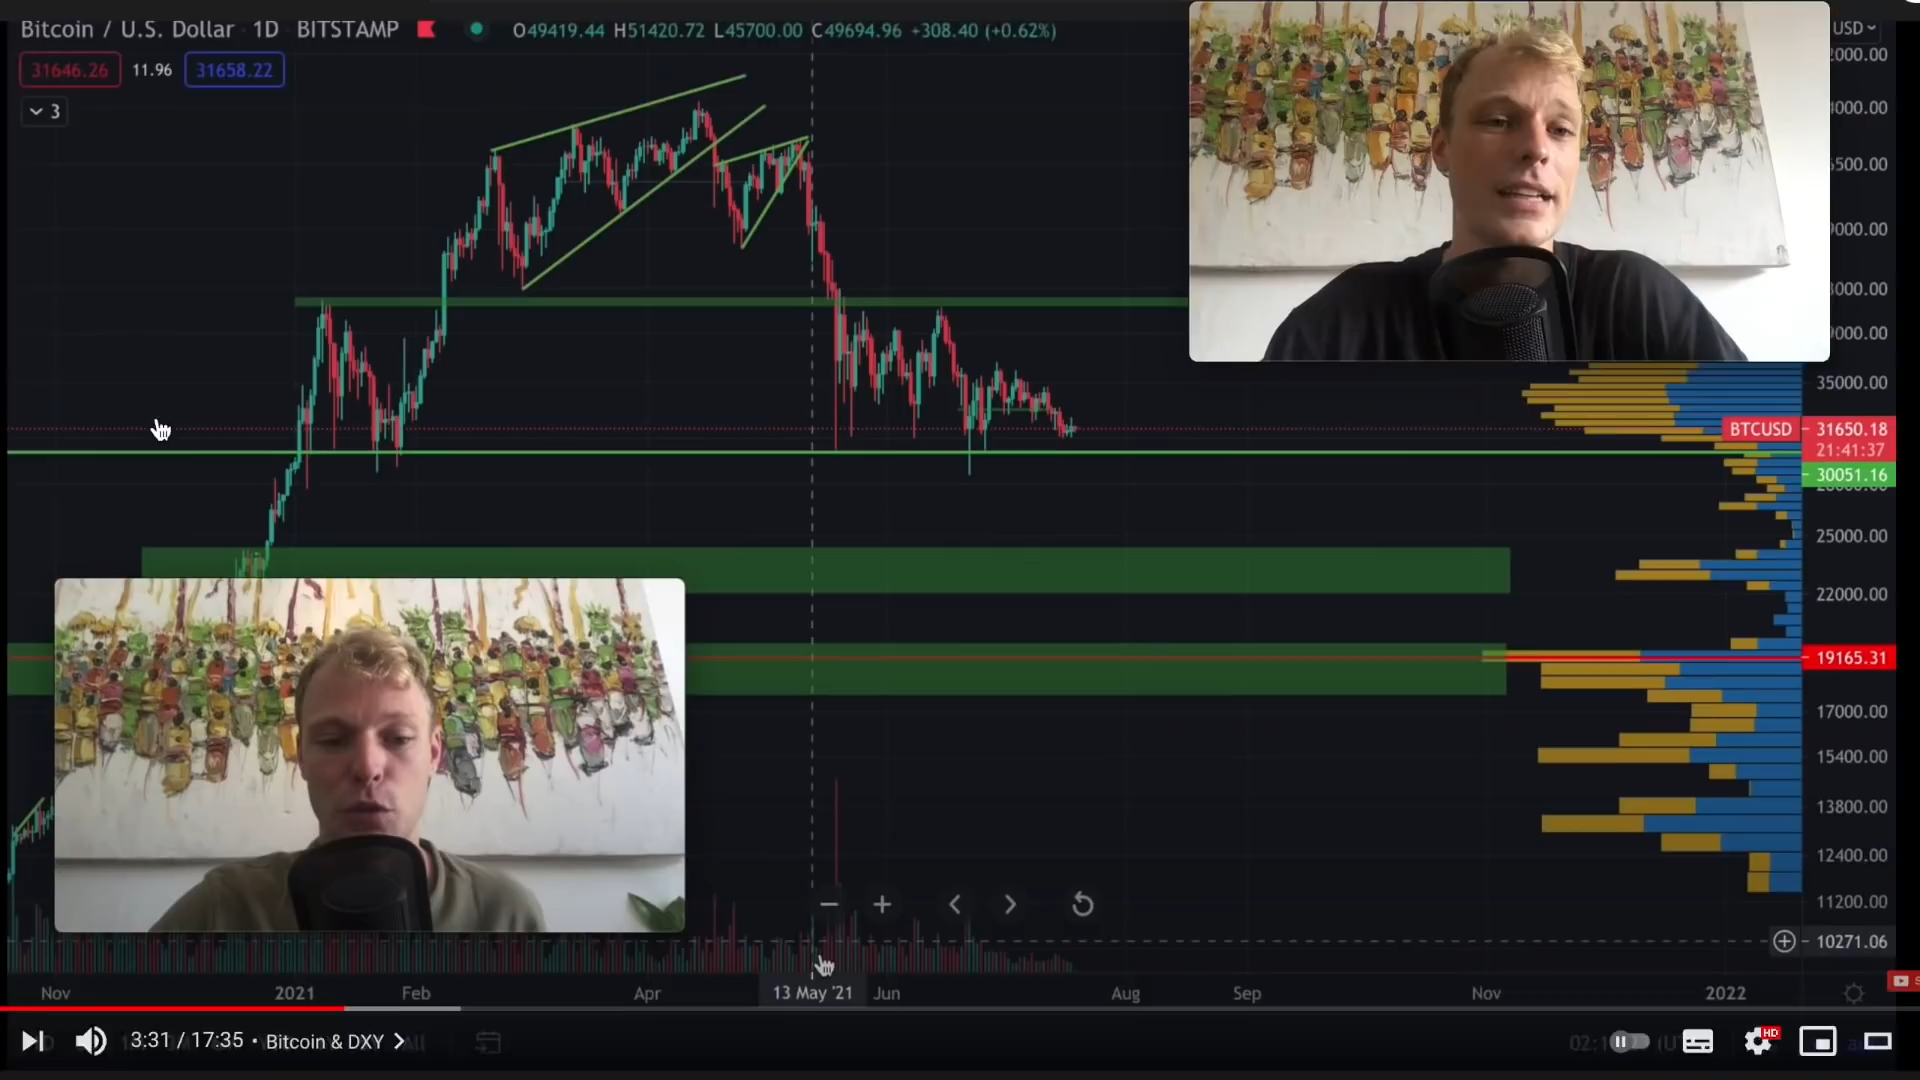 Bitcoin / U.S. Dollar 1D BITSTAMP O49419.44 H51420.72 L45700.00 C49694.96 +308.40 (+0.62%)
USD
31646.26 11.96 31658.22
3
35000.00
BTCUSD 31650.18
21:41:37
30051.16
25000.00
22000.00
19165.31
17000.00
15400.00
13800.00
12400.00
11200.00
10271.06
Nov 2021 Feb Apr 13 May '21 Jun Aug Sep Nov 2022
3:31 / 17:35 • Bitcoin & DXY
HD